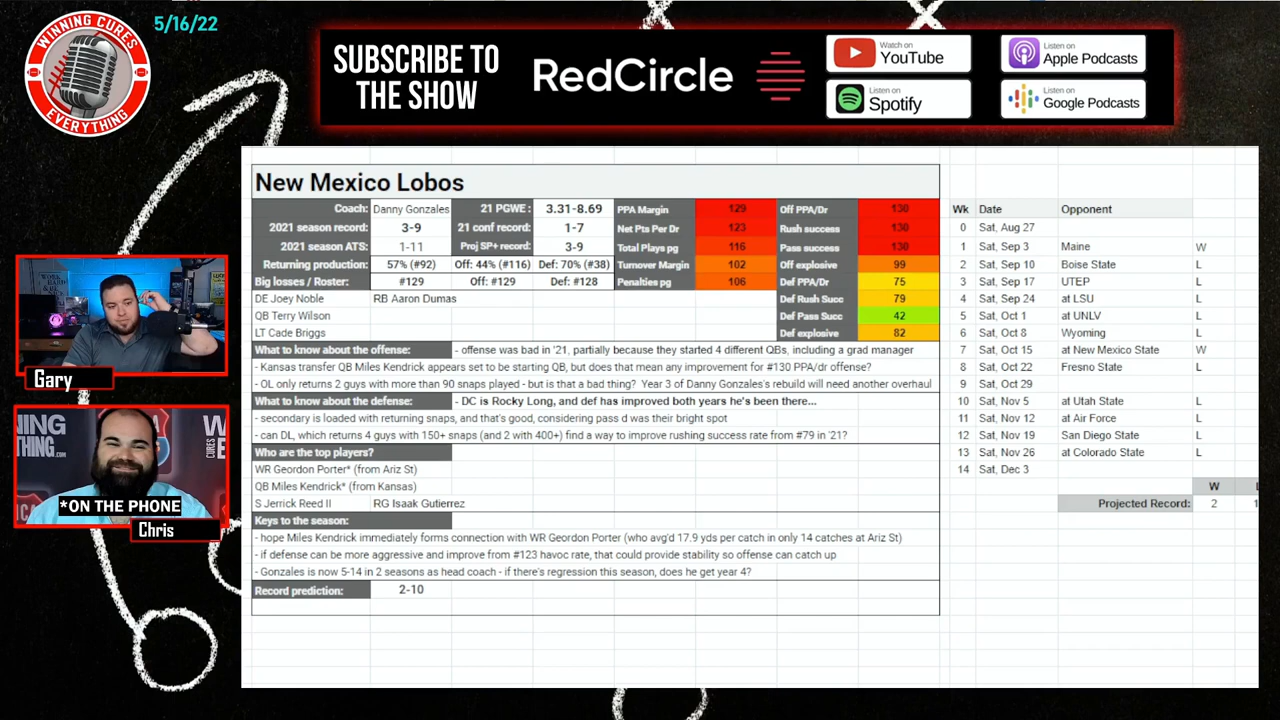 WINNING CURES
EVERYTHING
5/16/22
SUBSCRIBE TO
THE SHOW
RedCircle
Watch on
YouTube
Listen on
Spotify
Listen on
Apple Podcasts
Listen on
Google Podcasts
New Mexico Lobos
Coach: Danny Gonzales 21 PGWE : 3.31-8.69 PPA Margin 129 Off PPA/Dr 130
2021 season record: 3-9 21 conf record: 1-7 Net Pts Per Dr 123 Rush success 130
2021 season ATS: 1-11 Proj SP+ record: 3-9 Total Plays pg 116 Pass success 130
Returning production: 57% (#92) Off: 44% (#116) Def: 70% (#38) Turnover Margin 102 Off explosive 99
Big losses / Roster: #129 Off: #129 Def: #128 Penalties pg 106 Def PPA/Dr 75
DE Joey Noble RB Aaron Dumas Def Rush Succ 79
QB Terry Wilson Def Pass Succ 42
LT Cade Briggs Def explosive 82
What to know about the offense: - offense was bad in '21, partially because they started 4 different QBs, including a grad manager
- Kansas transfer QB Miles Kendrick appears set to be starting QB, but does that mean any improvement for #130 PPA/dr offense?
- OL only returns 2 guys with more than 90 snaps played - but is that a bad thing? Year 3 of Danny Gonzales's rebuild will need another overhaul
What to know about the defense: - DC is Rocky Long, and def has improved both years he's been there...
- secondary is loaded with returning snaps, and that's good, considering pass d was their bright spot
- can DL, which returns 4 guys with 150+ snaps (and 2 with 400+) find a way to improve rushing success rate from #79 in '21?
Who are the top players?
WR Geordon Porter* (from Ariz St)
QB Miles Kendrick* (from Kansas)
S Jerrick Reed II RG Isaak Gutierrez
Keys to the season:
- hope Miles Kendrick immediately forms connection with WR Geordon Porter (who avg'd 17.9 yds per catch in only 14 catches at Ariz St)
- if defense can be more aggressive and improve from #123 havoc rate, that could provide stability so offense can catch up
- Gonzales is now 5-14 in 2 seasons as head coach - if there's regression this season, does he get year 4?
Record prediction: 2-10
Wk Date Opponent
0 Sat, Aug 27
1 Sat, Sep 3 Maine W
2 Sat, Sep 10 Boise State L
3 Sat, Sep 17 UTEP L
4 Sat, Sep 24 at LSU L
5 Sat, Oct 1 at UNLV L
6 Sat, Oct 8 Wyoming L
7 Sat, Oct 15 at New Mexico State W
8 Sat, Oct 22 Fresno State L
9 Sat, Oct 29
10 Sat, Nov 5 at Utah State L
11 Sat, Nov 12 at Air Force L
12 Sat, Nov 19 San Diego State L
13 Sat, Nov 26 at Colorado State L
14 Sat, Dec 3
W L
Projected Record: 2 1
Gary
*ON THE PHONE
Chris